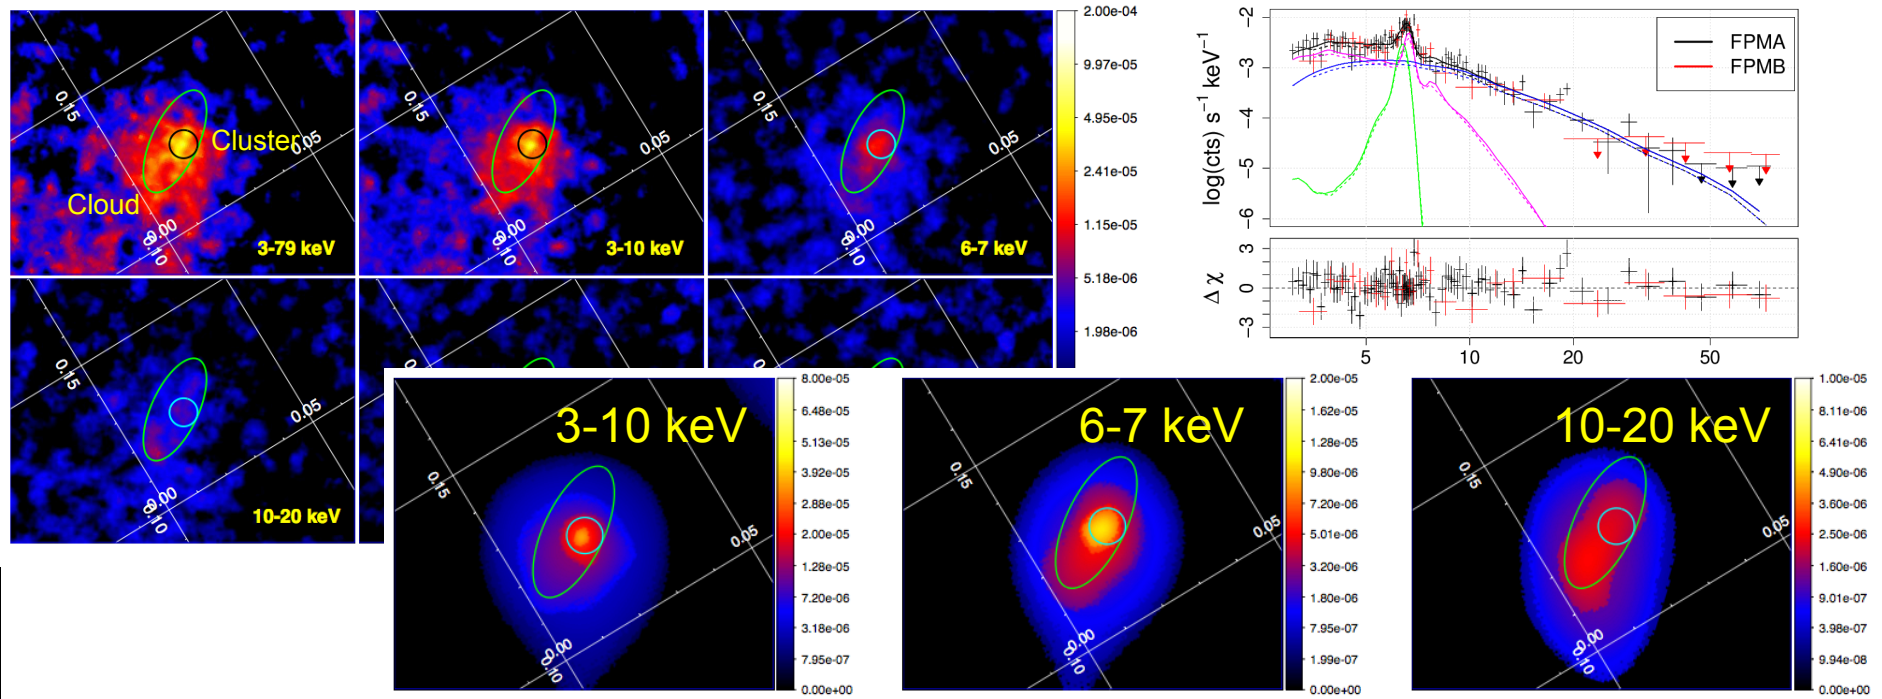 0.15
Cluster
0.05
Cloud
0.00
0.10
3-79 keV
0.15
0.05
0.00
0.10
3-10 keV
0.15
0.05
0.00
0.10
6-7 keV
2.00e-04
9.97e-05
4.95e-05
2.41e-05
1.15e-05
5.18e-06
1.98e-06
0.15
0.05
0.00
0.10
10-20 keV
log(cts) s⁻¹ keV⁻¹
-2
-3
-4
-5
-6
FPMA
FPMB
Δ χ
3
0
-3
5
10
20
50
3-10 keV
0.15
0.05
0.00
0.10
8.00e-05
6.48e-05
5.13e-05
3.92e-05
2.88e-05
2.00e-05
1.28e-05
7.20e-06
3.18e-06
7.95e-07
0.00e+00
6-7 keV
0.15
0.05
0.00
0.10
2.00e-05
1.62e-05
1.28e-05
9.80e-06
7.20e-06
5.01e-06
3.20e-06
1.80e-06
7.95e-07
1.99e-07
0.00e+00
10-20 keV
0.15
0.05
0.00
0.10
1.00e-05
8.11e-06
6.41e-06
4.90e-06
3.60e-06
2.50e-06
1.60e-06
9.01e-07
3.98e-07
9.94e-08
0.00e+00